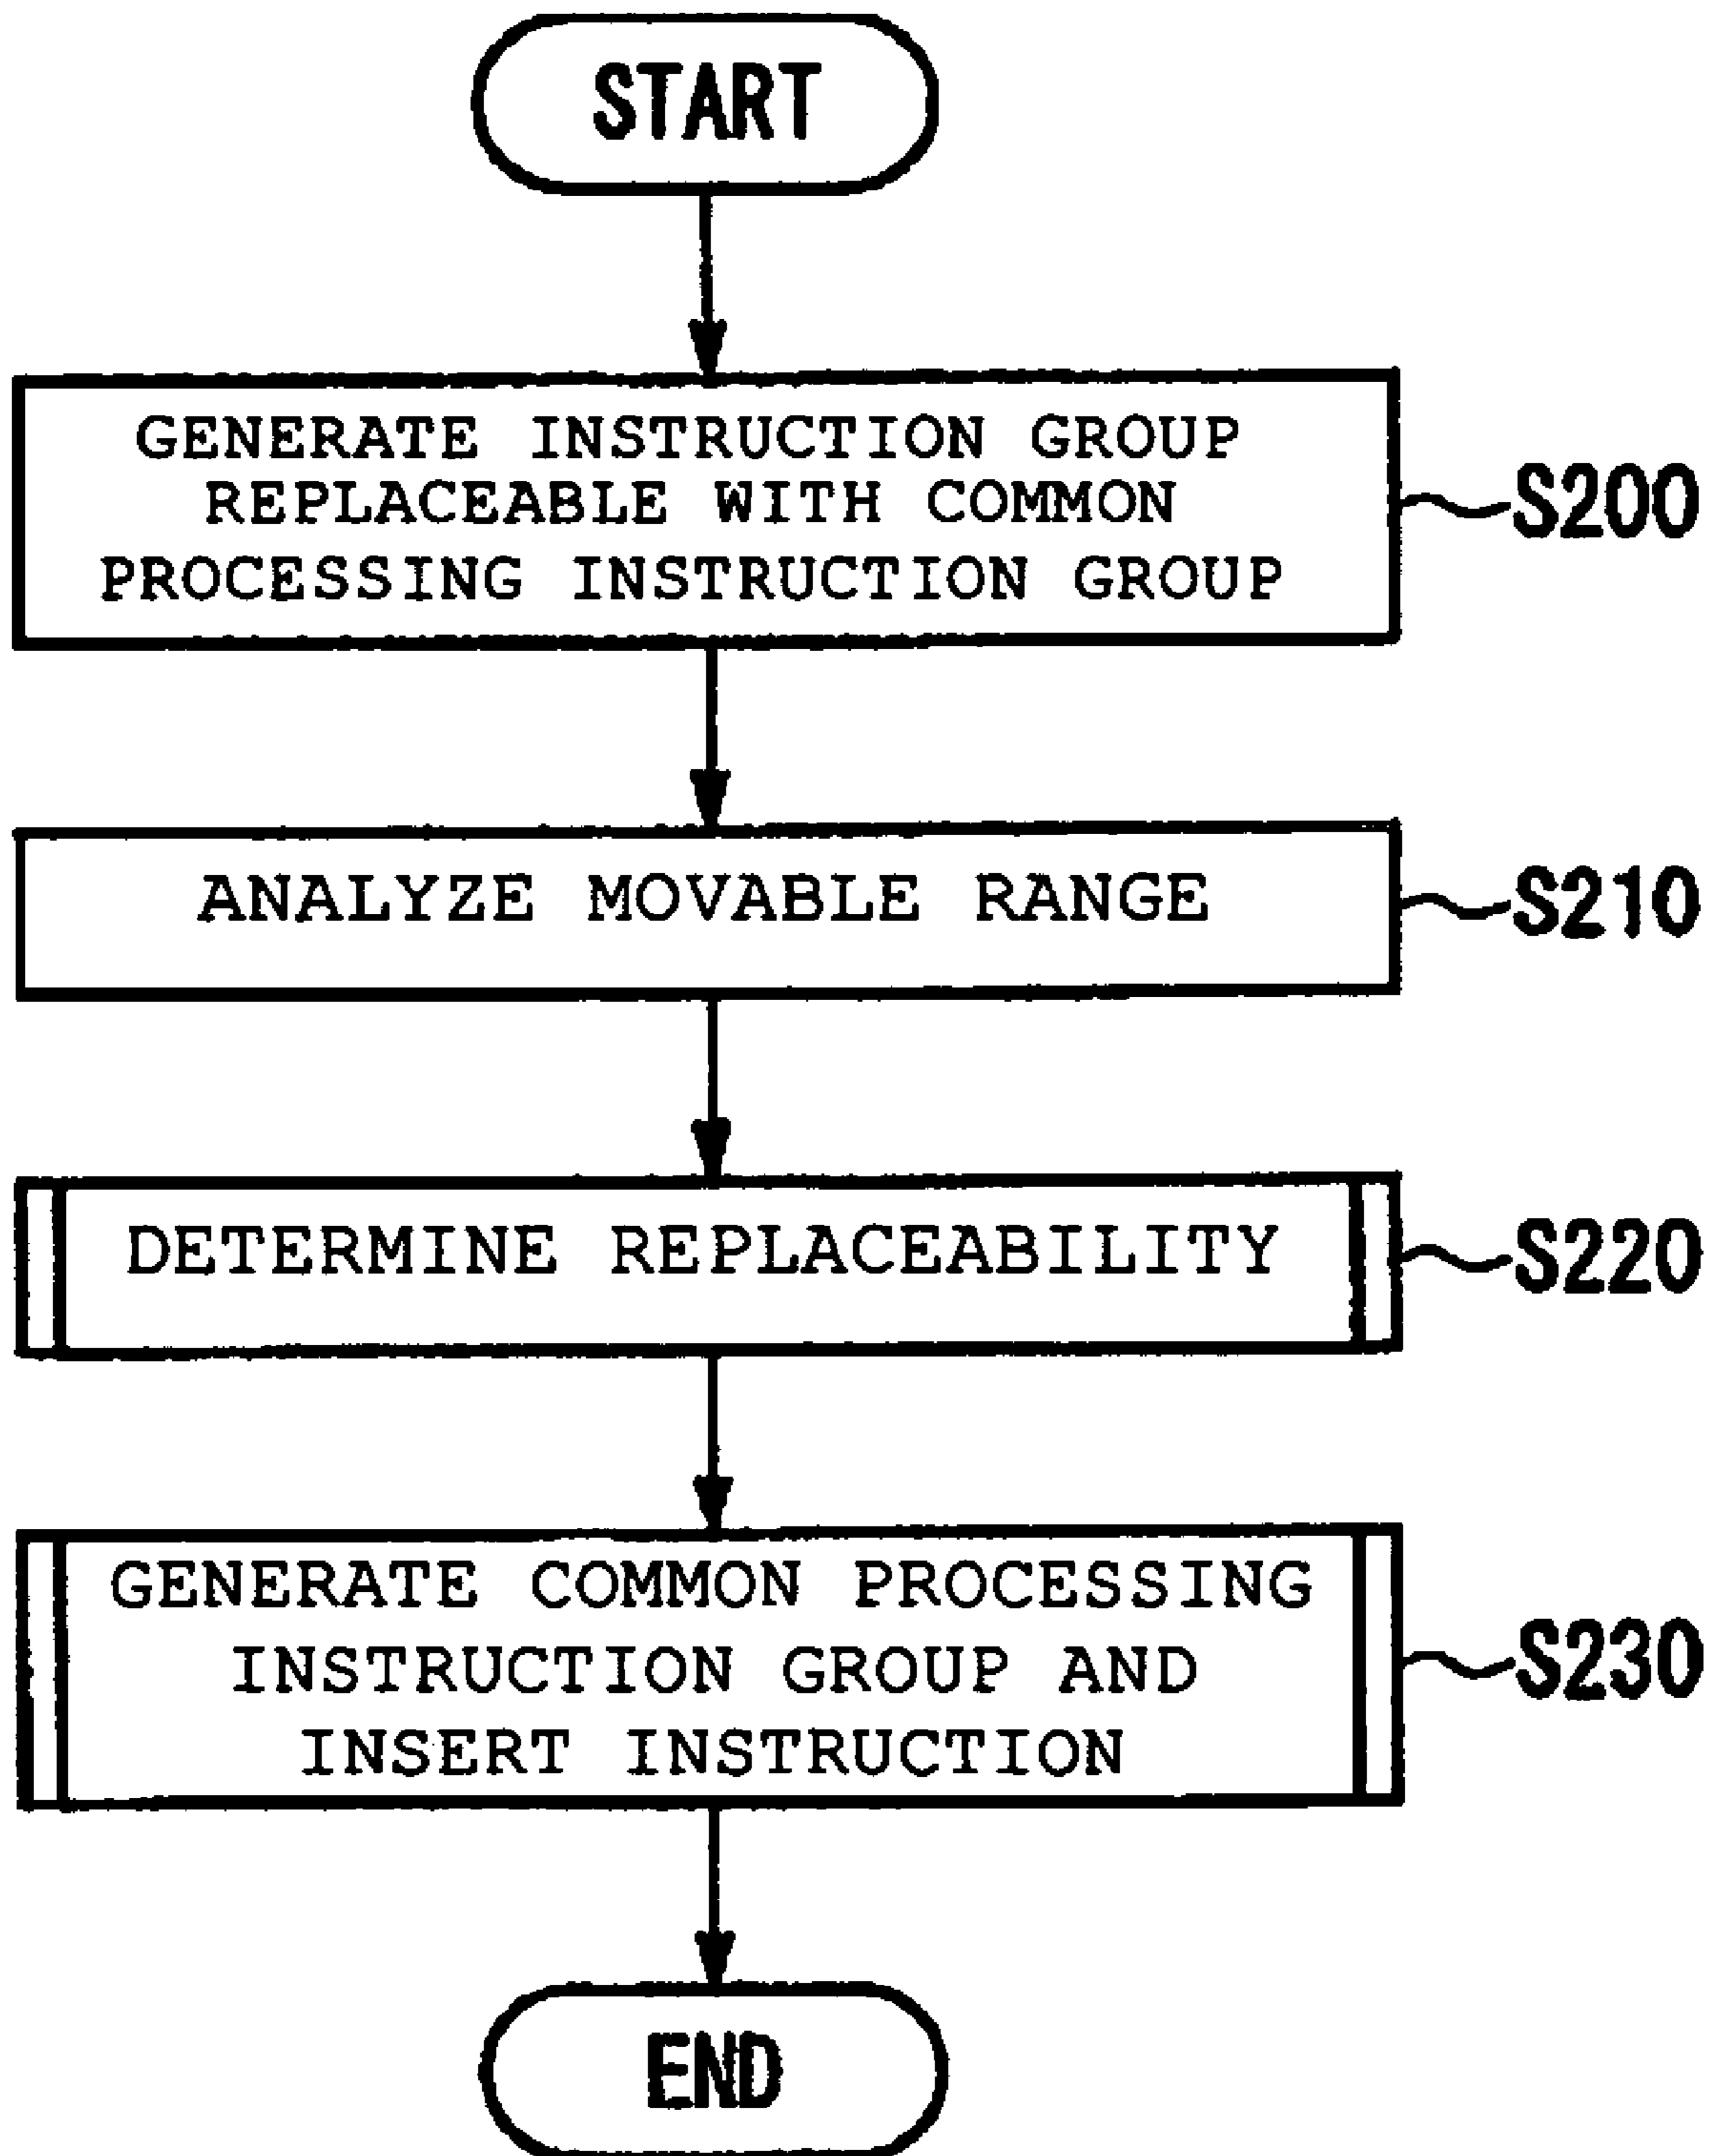 START
GENERATE INSTRUCTION GROUP
REPLACEABLE WITH COMMON
PROCESSING INSTRUCTION GROUP
S200
ANALYZE MOVABLE RANGE
S210
DETERMINE REPLACEABILITY
S220
GENERATE COMMON PROCESSING
INSTRUCTION GROUP AND
INSERT INSTRUCTION
S230
END